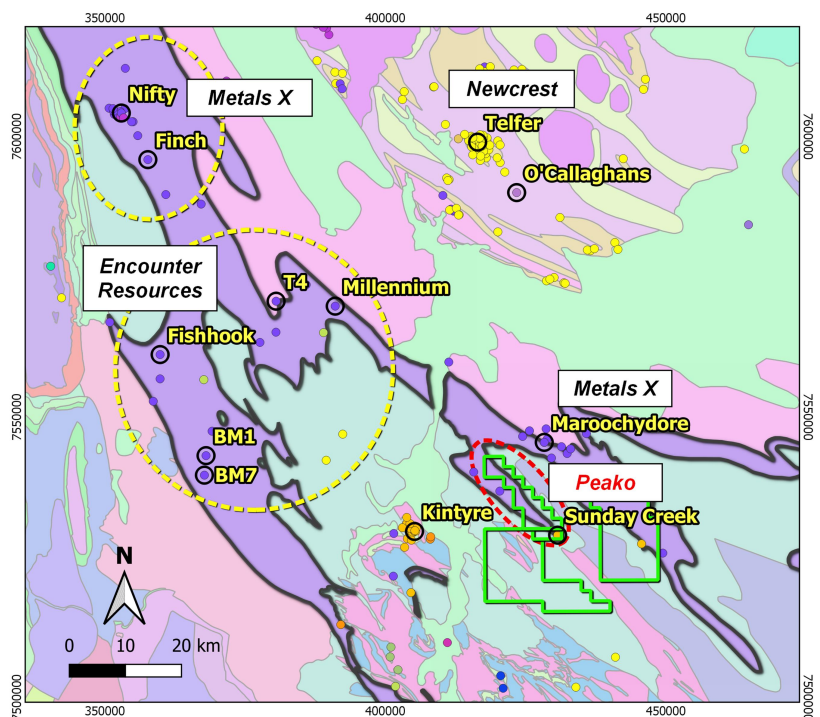 350000
400000
450000
Nifty
Metals X
Newcrest
Telfer
Finch
O'Callaghans
7600000
7600000
Encounter
Resources
T4
Millennium
Fishhook
Metals X
Maroochydore
7550000
7550000
BM1
BM7
Peako
Kintyre
Sunday Creek
N
0 10 20 km
7500000
7500000
350000
400000
450000